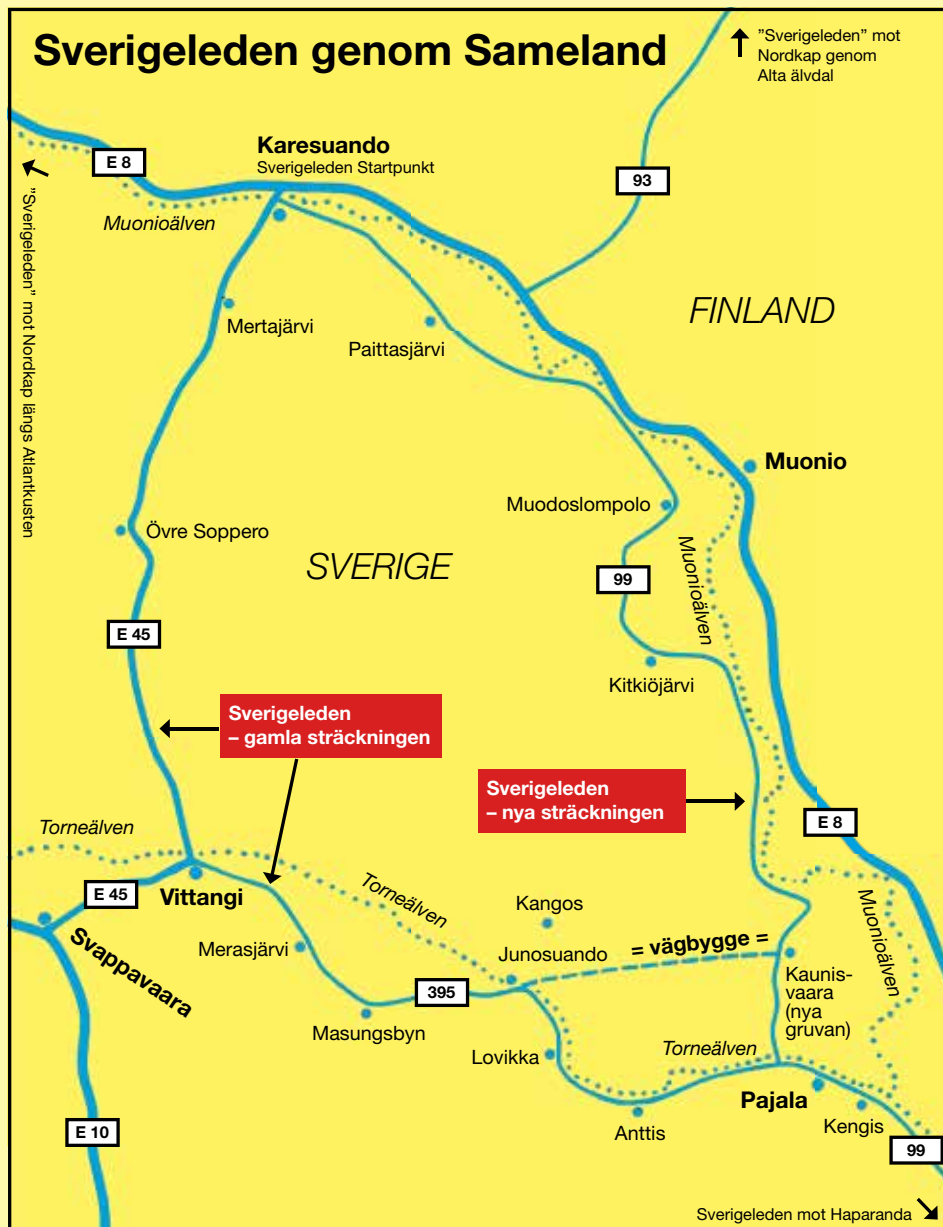 Sverigeleden genom Sameland
”Sverigeleden” mot
Nordkap genom
Alta älvdal
E 8
Karesuando
Sverigeleden Startpunkt
93
”Sverigeleden” mot Nordkap längs Atlantkusten
Muonioälven
FINLAND
Mertajärvi
Paittasjärvi
Muonio
Muodoslompolo
Övre Soppero
SVERIGE
Muonioälven
99
E 45
Kitkiöjärvi
Sverigeleden
– gamla sträckningen
Sverigeleden
– nya sträckningen
Torneälven
E 8
E 45
Vittangi
Torneälven
Kangos
Muonioälven
Svappavaara
Merasjärvi
Junosuando
= vägbygge =
Kaunis-
vaara
(nya
gruvan)
395
Masungsbyn
Lovikka
Torneälven
Pajala
Anttis
Kengis
E 10
99
Sverigeleden mot Haparanda